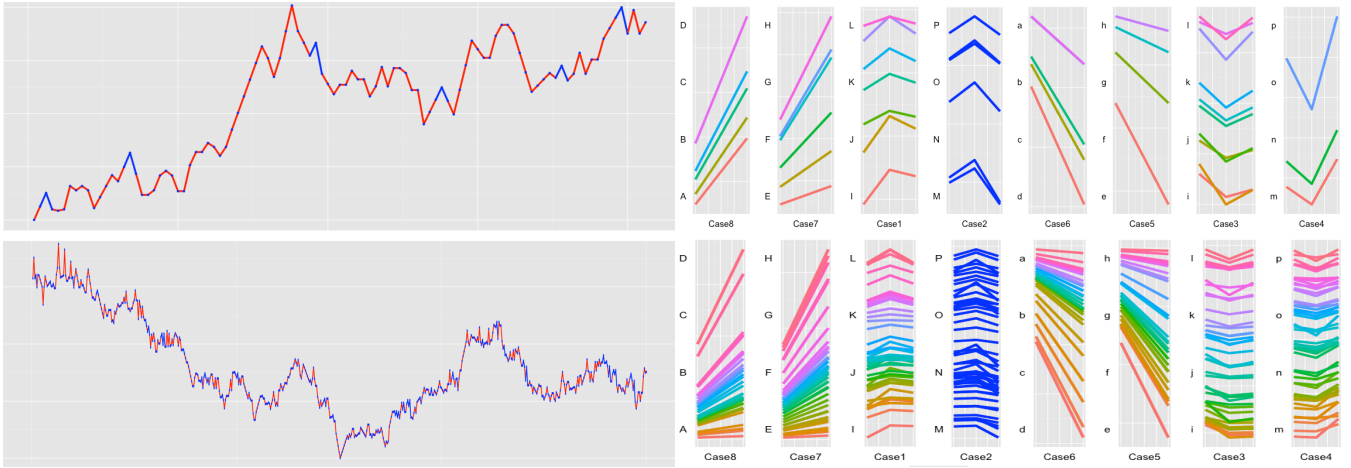 D H L P a h l p
C G K O b g k o
B F J N c f j n
A E I M d e i m
Case8 Case7 Case1 Case2 Case6 Case5 Case3 Case4
D H L P a h l p
C G K O b g k o
B F J N c f j n
A E I M d e i m
Case8 Case7 Case1 Case2 Case6 Case5 Case3 Case4